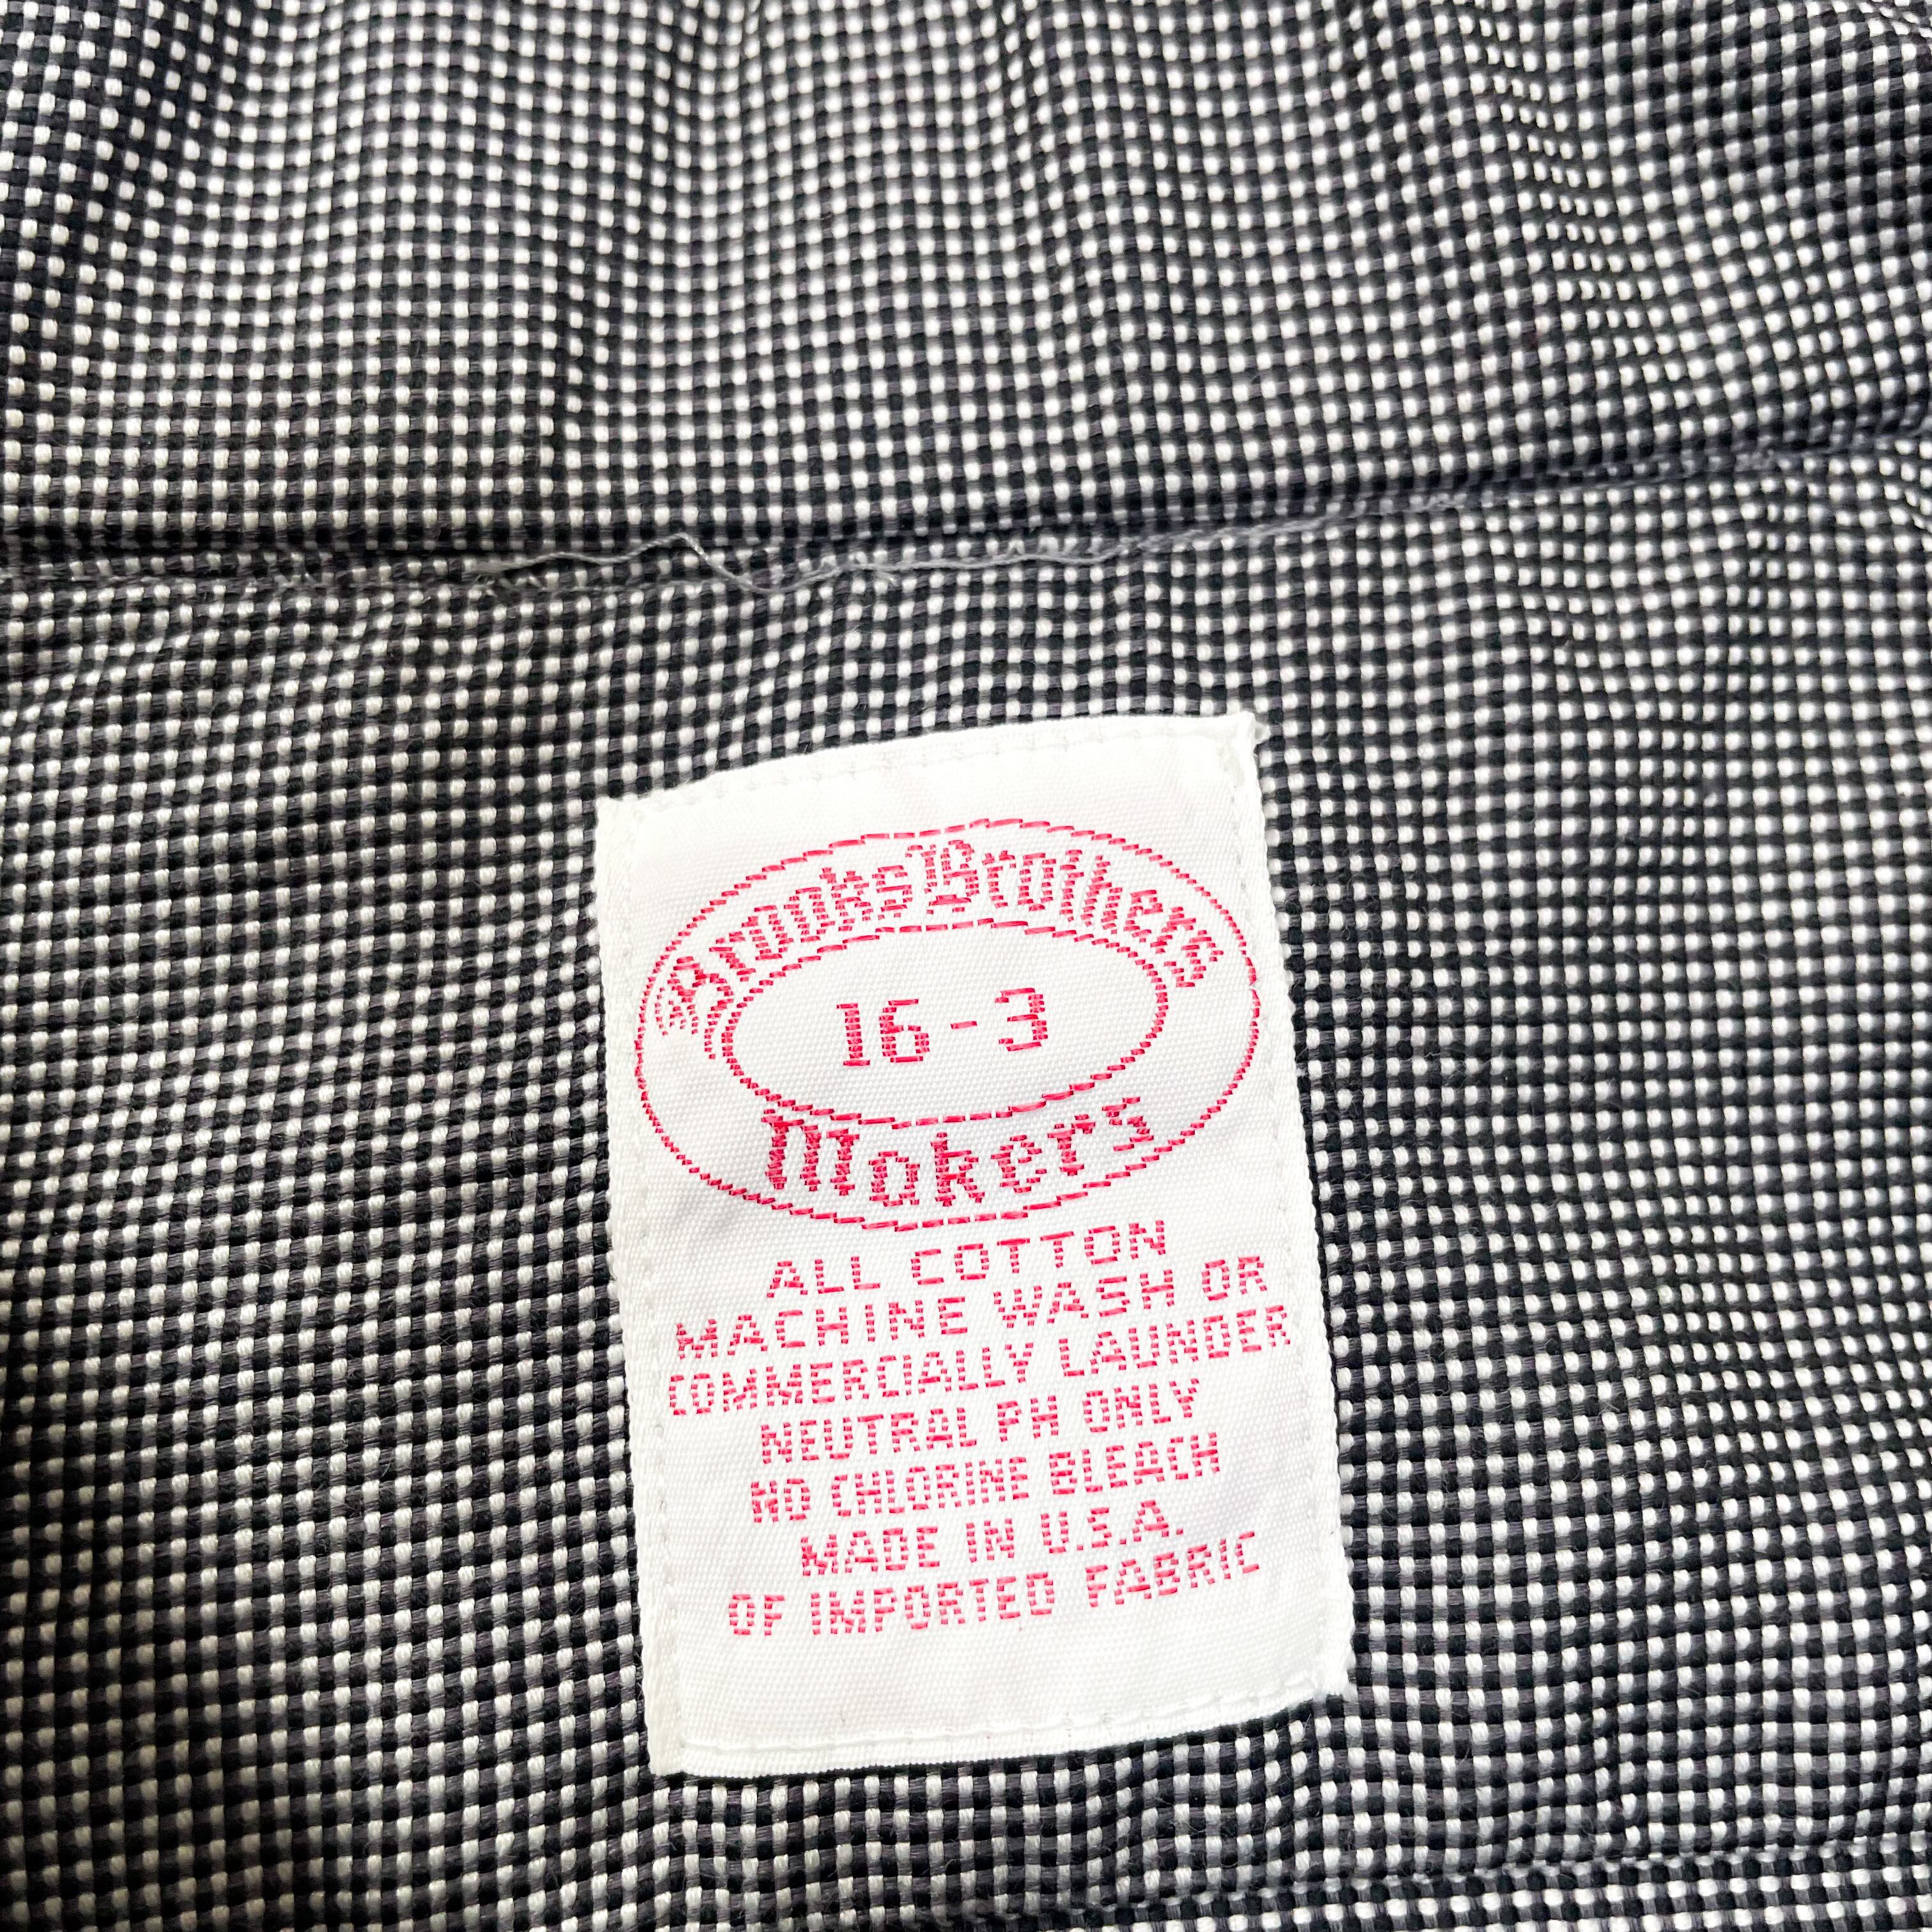 Brooks Brothers
16-3
Makers
ALL COTTON
MACHINE WASH OR
COMMERCIALLY LAUNDER
NEUTRAL PH ONLY
NO CHLORINE BLEACH
MADE IN U.S.A.
OF IMPORTED FABRIC